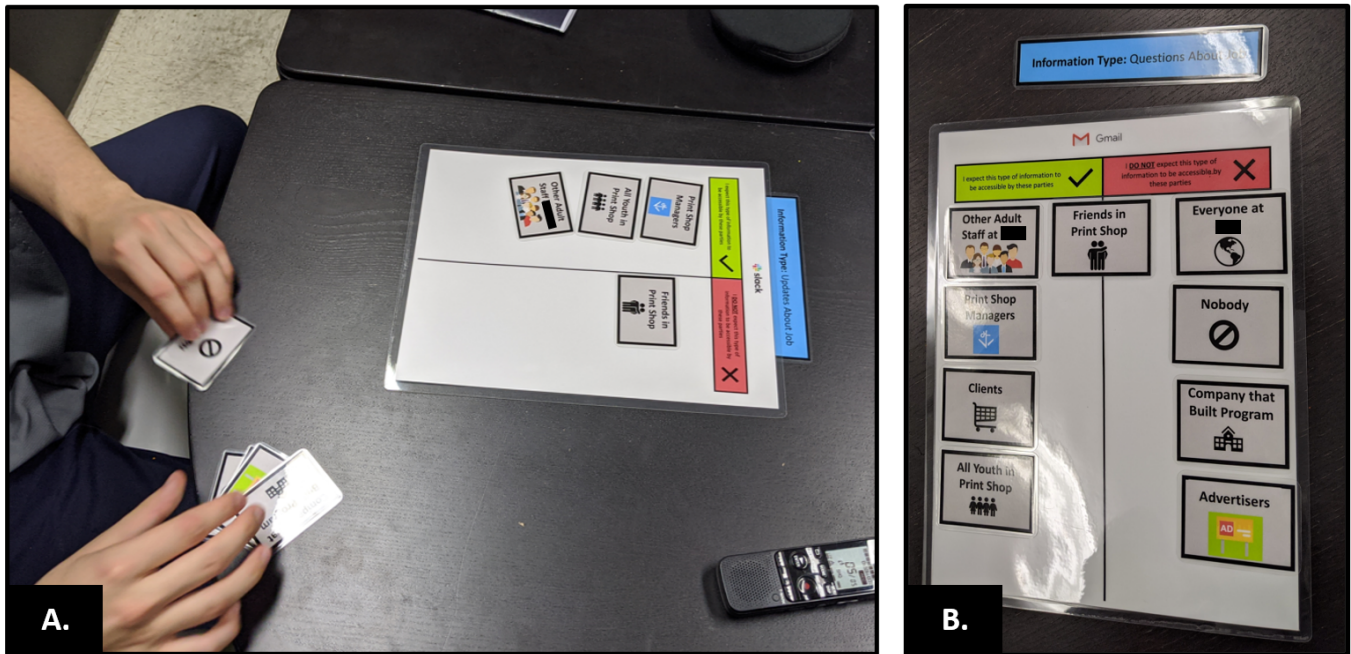 Information Type: Updates About Job
slack
I expect this type of information to
be accessible by these parties
I DO NOT expect this type of
information to be accessible by
these parties
Print Shop
Managers
All Youth in
Print Shop
Other Adult
Staff
Friends in
Print Shop
A.
Information Type: Questions About Job
Gmail
I expect this type of information
to be accessible by these parties
I DO NOT expect this type of
information to be accessible by
these parties
Other Adult
Staff at
Friends in
Print Shop
Everyone at
Print Shop
Managers
Nobody
Clients
Company that
Built Program
All Youth in
Print Shop
Advertisers
AD
B.